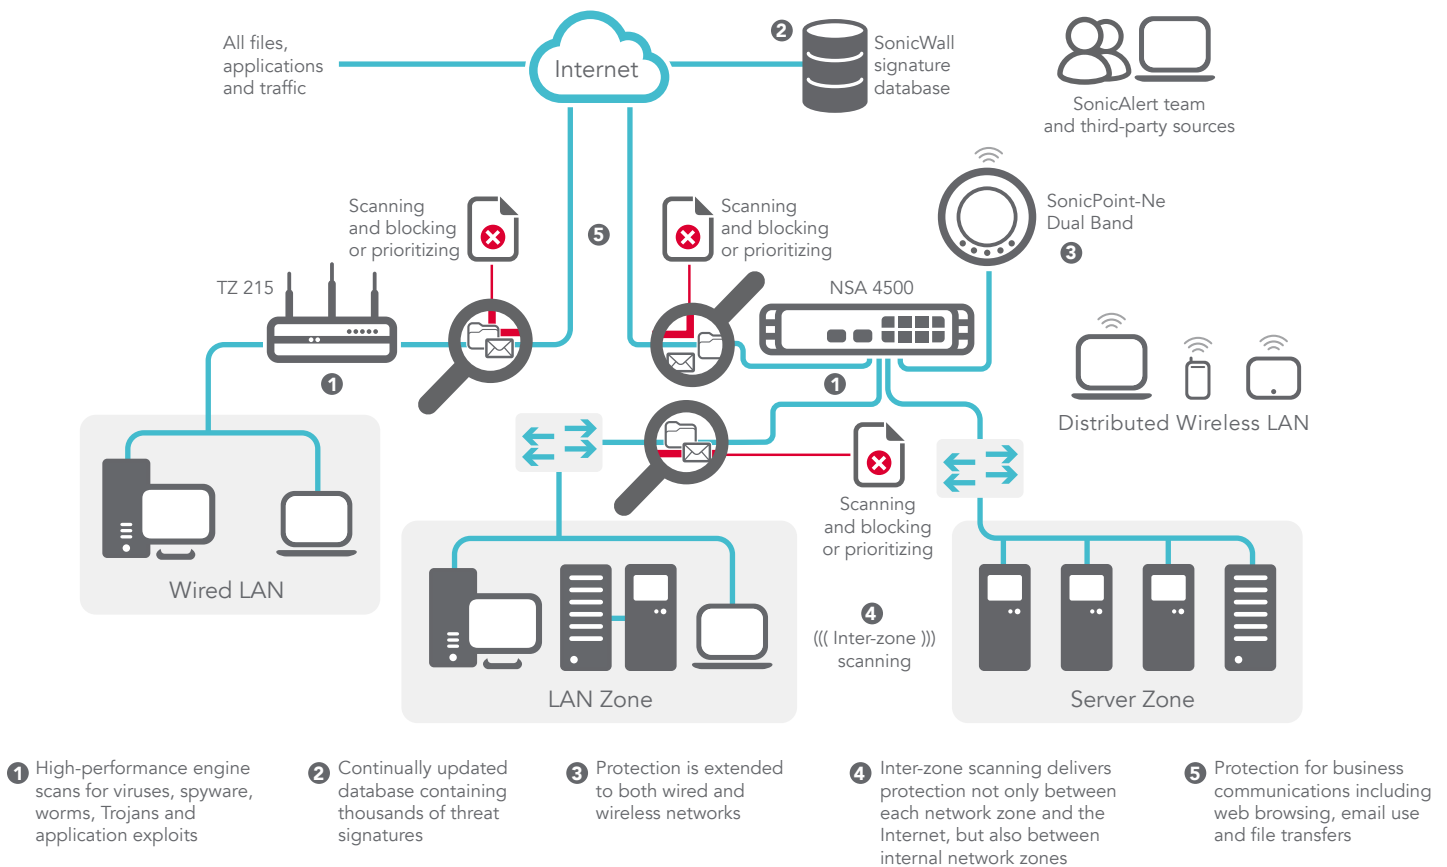 All files,
applications
and traffic
Internet
2
SonicWall
signature
database
SonicAlert team
and third-party sources
Scanning
and blocking
or prioritizing
5
Scanning
and blocking
or prioritizing
SonicPoint-Ne
Dual Band
3
TZ 215
NSA 4500
1
1
Distributed Wireless LAN
Scanning
and blocking
or prioritizing
Wired LAN
4
((( Inter-zone )))
scanning
LAN Zone
Server Zone
1 High-performance engine
scans for viruses, spyware,
worms, Trojans and
application exploits
2 Continually updated
database containing
thousands of threat
signatures
3 Protection is extended
to both wired and
wireless networks
4 Inter-zone scanning delivers
protection not only between
each network zone and the
Internet, but also between
internal network zones
5 Protection for business
communications including
web browsing, email use
and file transfers